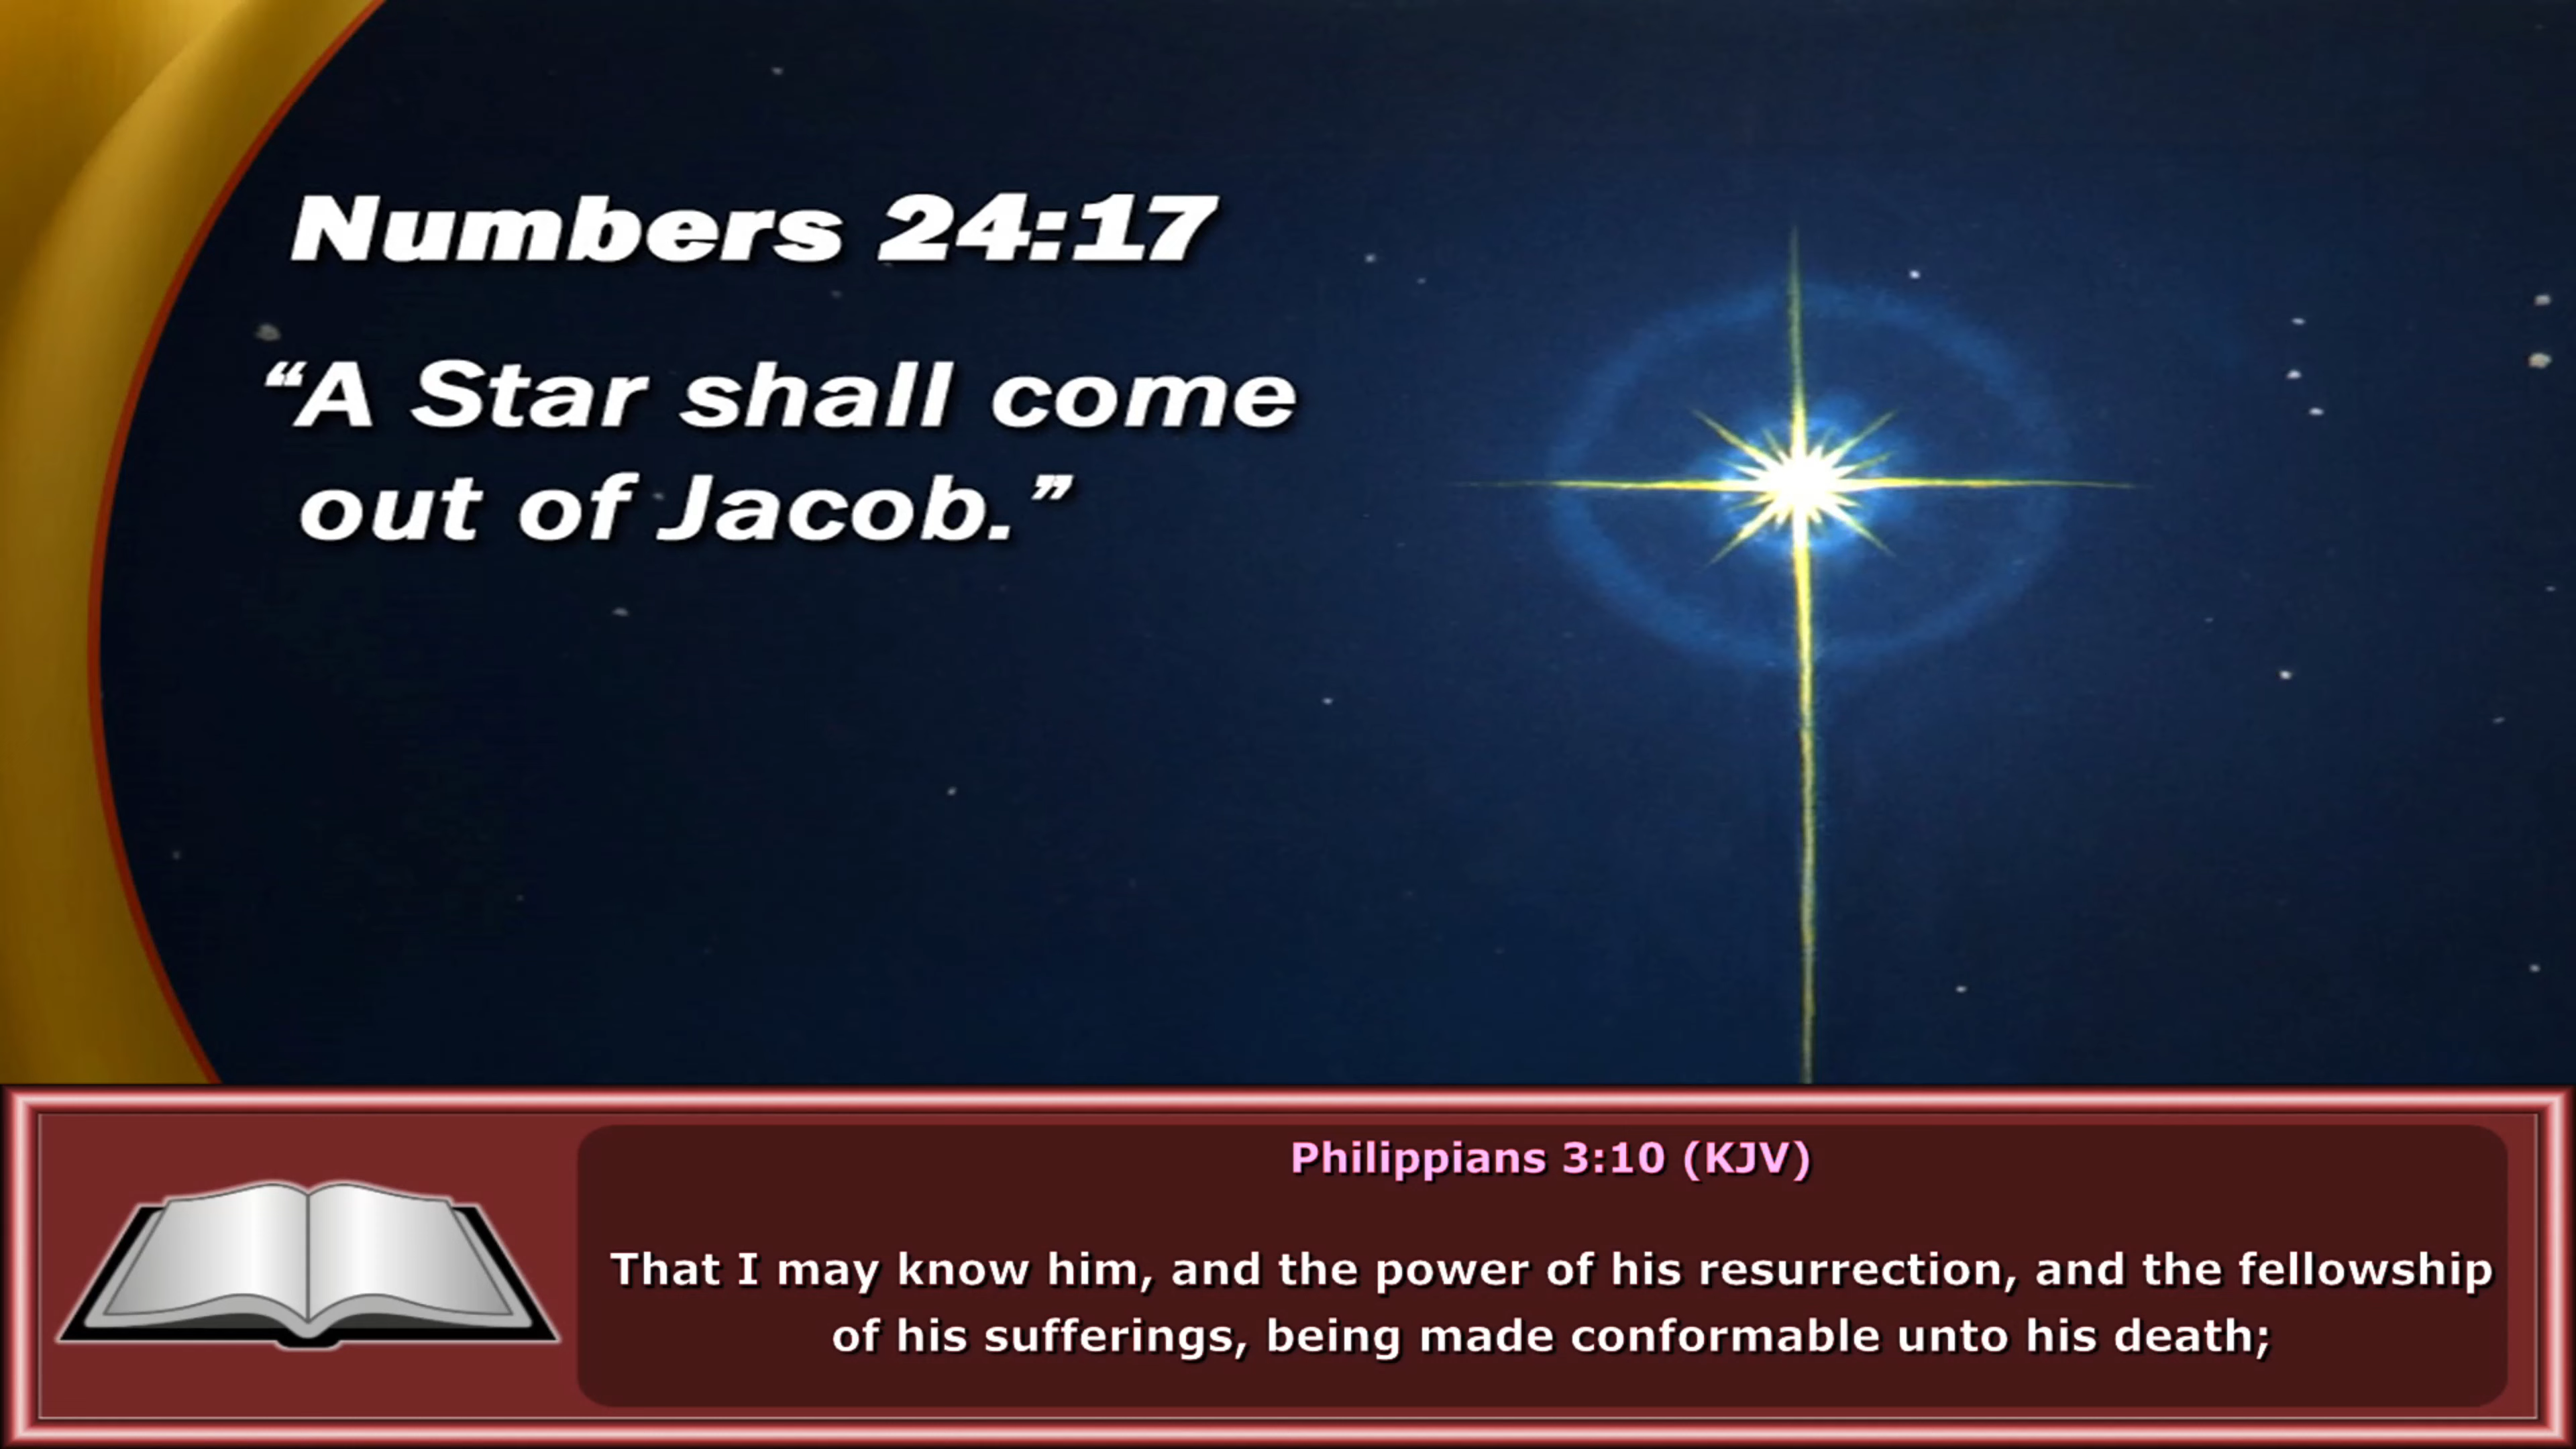 Numbers 24:17
“A Star shall come
out of Jacob.”
Philippians 3:10 (KJV)
That I may know him, and the power of his resurrection, and the fellowship
of his sufferings, being made conformable unto his death;